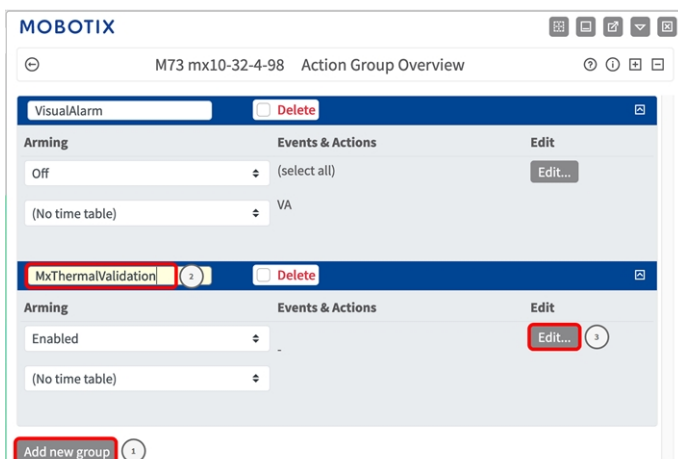 MOBOTIX
M73 mx10-32-4-98 Action Group Overview
VisualAlarm Delete
Arming Events & Actions Edit
Off (select all) Edit...
(No time table) VA
MxThermalValidation 2 Delete
Arming Events & Actions Edit
Enabled - Edit... 3
(No time table)
Add new group 1